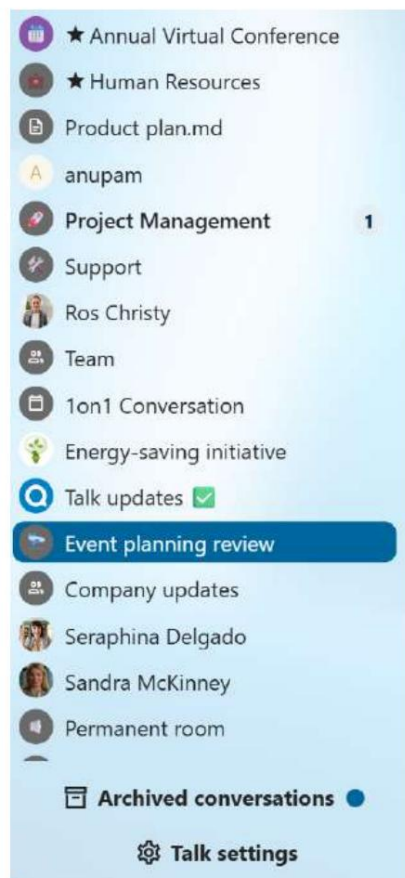 ★ Annual Virtual Conference
★ Human Resources
Product plan.md
A anupam
Project Management 1
Support
Ros Christy
Team
1on1 Conversation
Energy-saving initiative
Talk updates ✅
Event planning review
Company updates
Seraphina Delgado
Sandra McKinney
Permanent room
Archived conversations
Talk settings